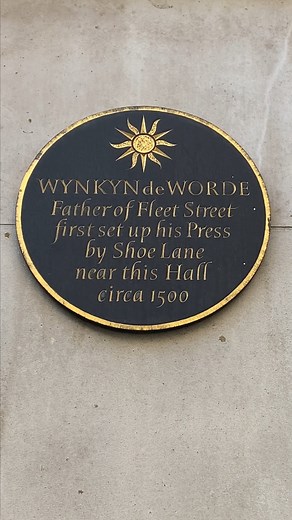 WYNKYN de WORDE
Father of Fleet Street
first set up his Press
by Shoe Lane
near this Hall
circa 1500